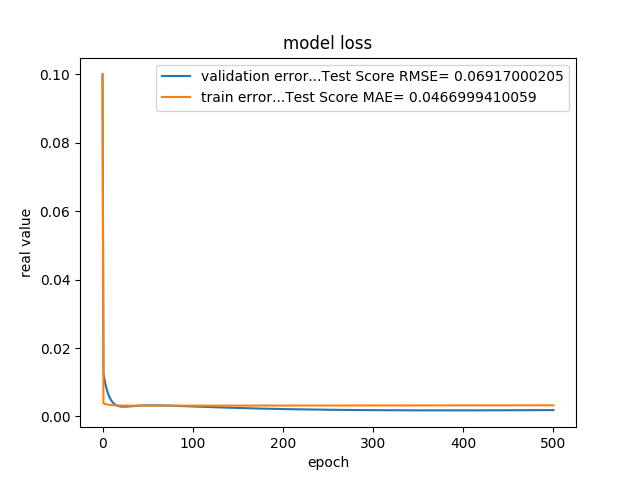 model loss
validation error...Test Score RMSE= 0.06917000205
train error...Test Score MAE= 0.0466999410059
real value
0.10
0.08
0.06
0.04
0.02
0.00
0 100 200 300 400 500
epoch